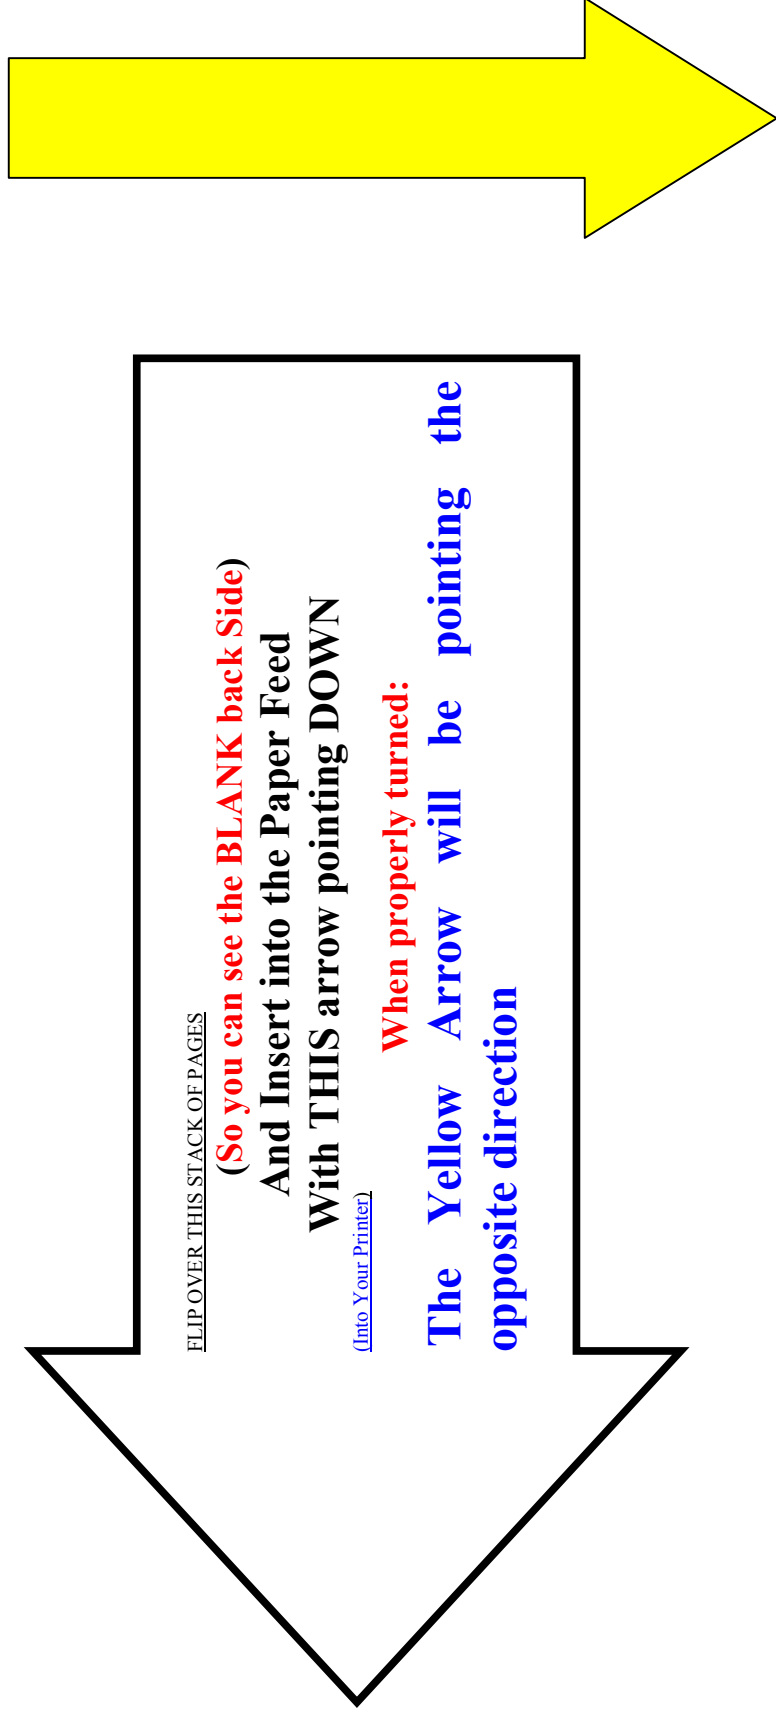 FLIP OVER THIS STACK OF PAGES
(So you can see the BLANK back Side)
And Insert into the Paper Feed
With THIS arrow pointing DOWN
(Into Your Printer)
When properly turned:
The Yellow Arrow will be pointing the
opposite direction